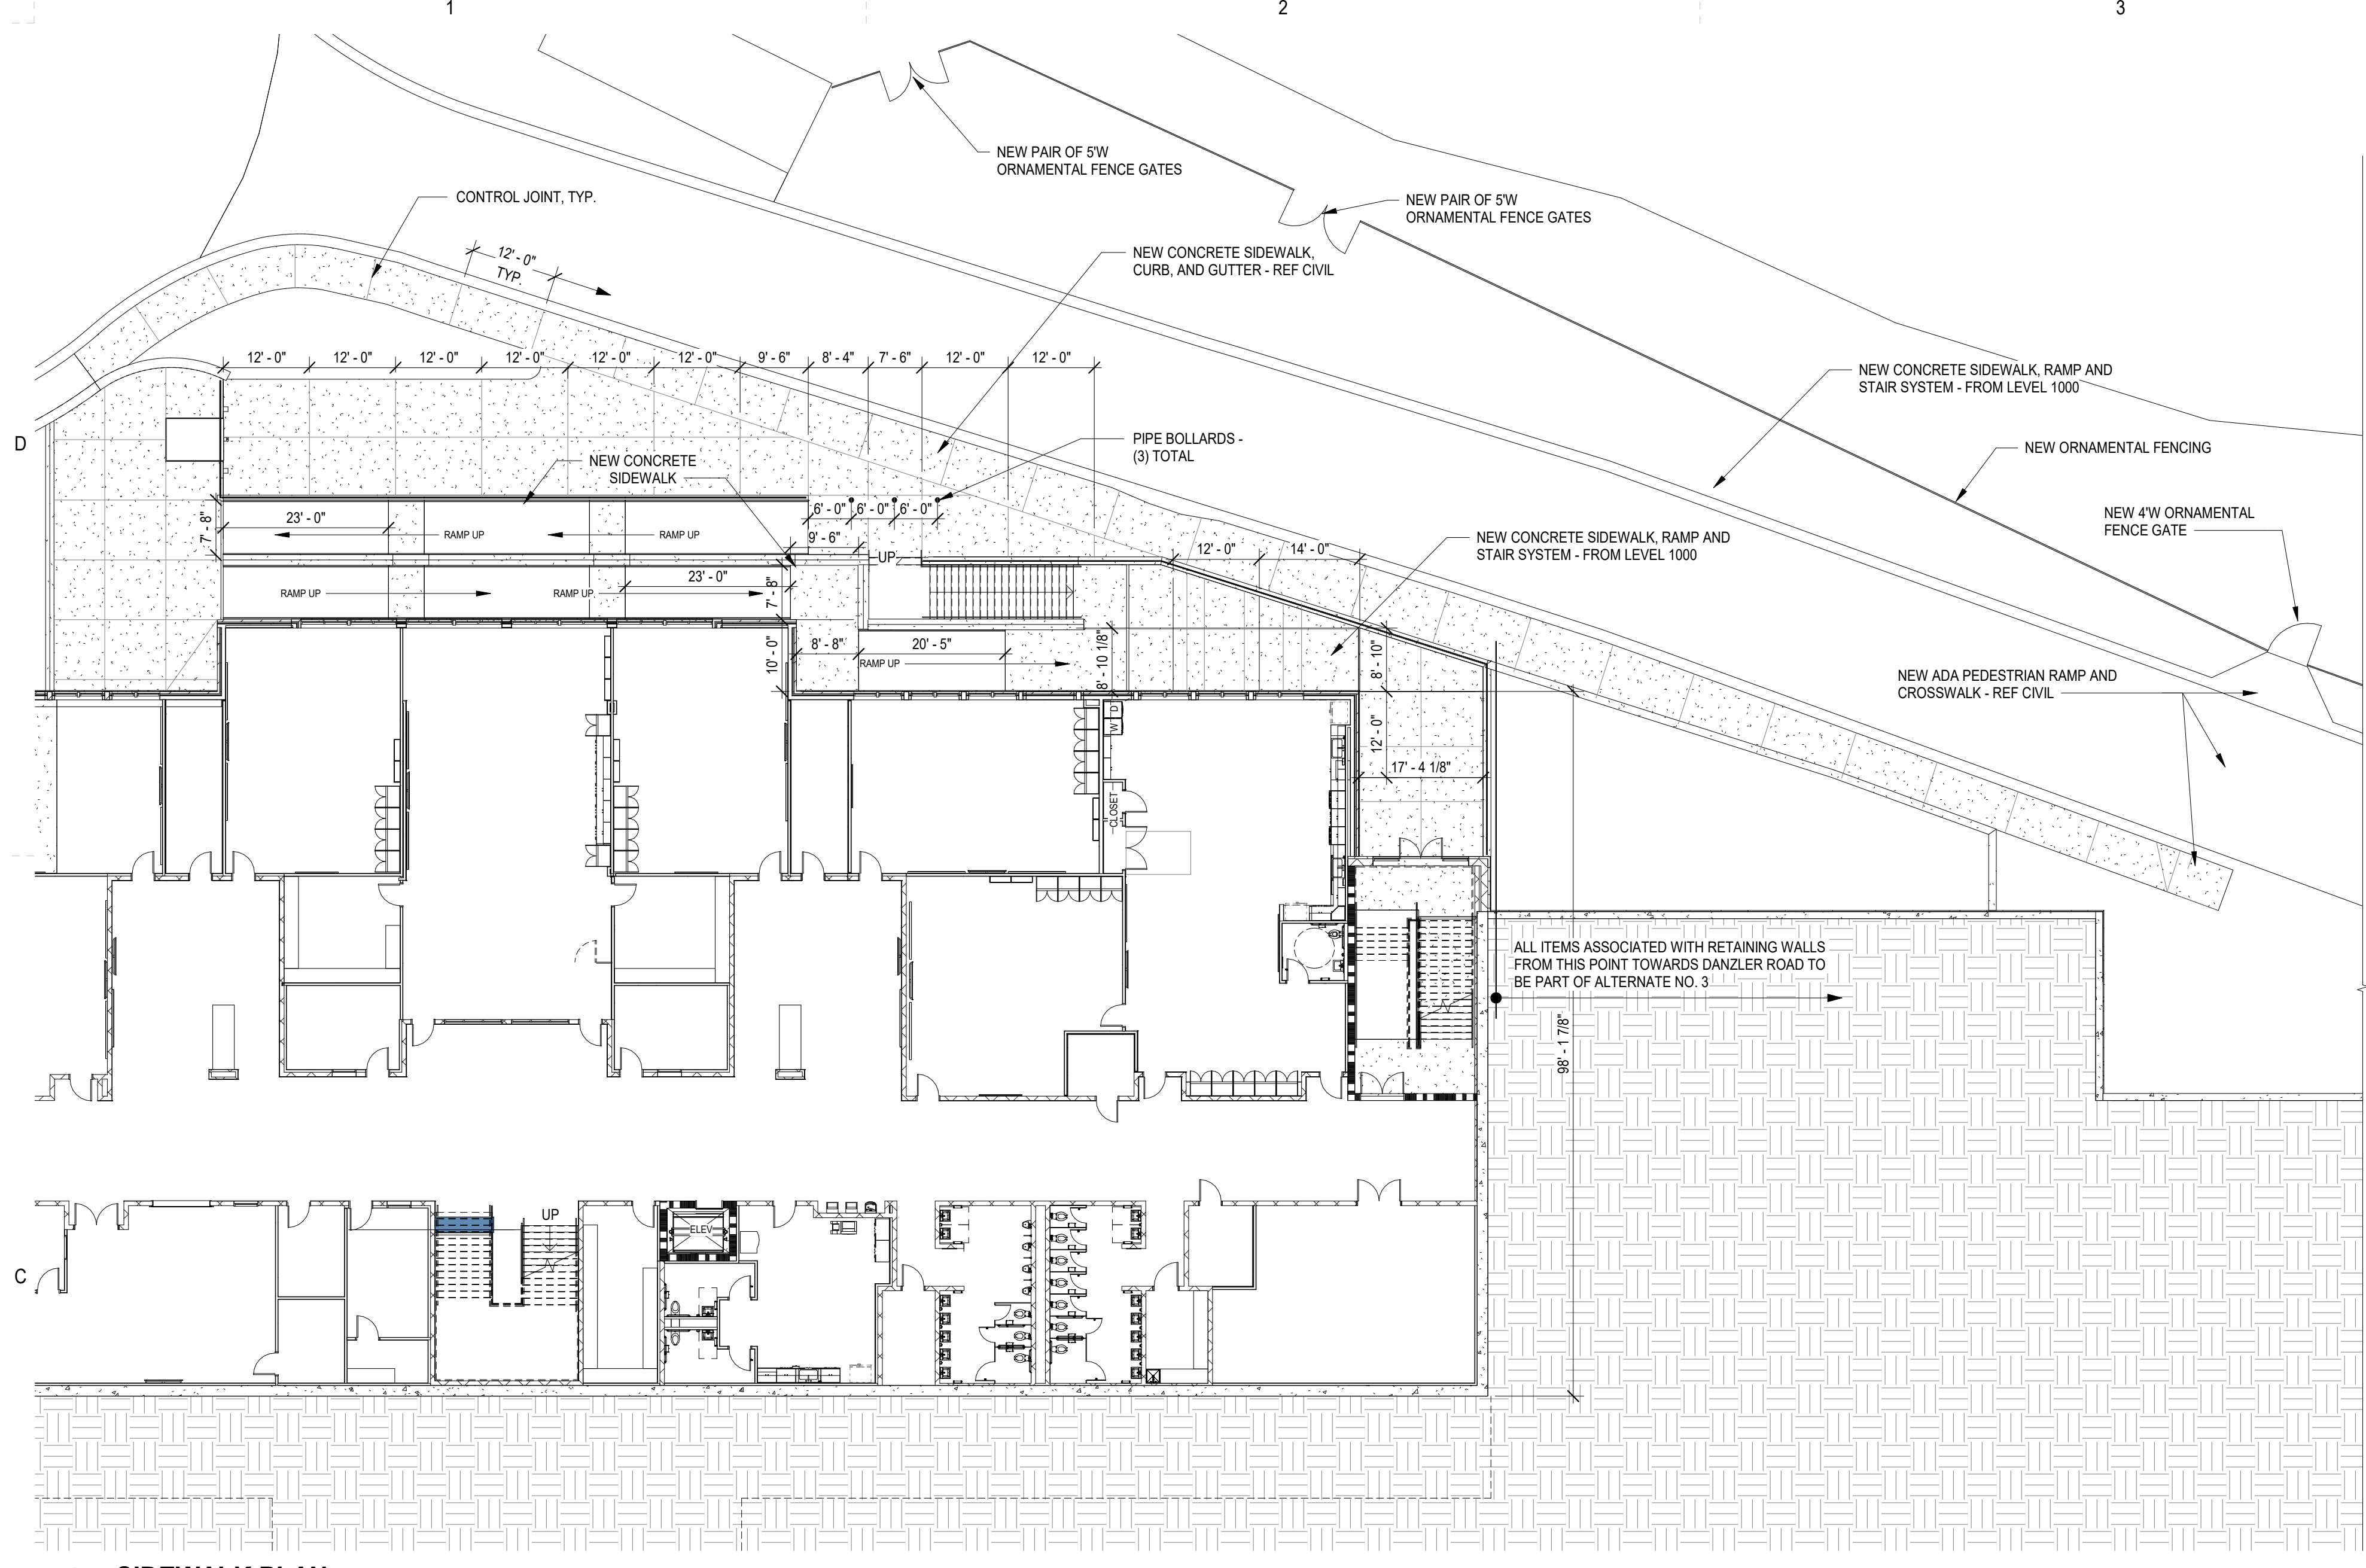 1
2
3
NEW PAIR OF 5'W
ORNAMENTAL FENCE GATES
CONTROL JOINT, TYP.
NEW PAIR OF 5'W
ORNAMENTAL FENCE GATES
12' - 0"
TYP.
NEW CONCRETE SIDEWALK,
CURB, AND GUTTER - REF CIVIL
12' - 0"
12' - 0"
12' - 0"
12' - 0"
12' - 0"
12' - 0"
9' - 6"
8' - 4"
7' - 6"
12' - 0"
12' - 0"
NEW CONCRETE SIDEWALK, RAMP AND
STAIR SYSTEM - FROM LEVEL 1000
D
PIPE BOLLARDS -
(3) TOTAL
NEW ORNAMENTAL FENCING
NEW CONCRETE
SIDEWALK
6' - 0"
6' - 0"
6' - 0"
NEW 4'W ORNAMENTAL
FENCE GATE
7' - 8"
23' - 0"
RAMP UP
RAMP UP
9' - 6"
UP
NEW CONCRETE SIDEWALK, RAMP AND
STAIR SYSTEM - FROM LEVEL 1000
12' - 0"
14' - 0"
RAMP UP
RAMP UP
23' - 0"
7' - 8"
10' - 0"
8' - 8"
20' - 5"
RAMP UP
8' - 10 1/8"
8' - 10"
NEW ADA PEDESTRIAN RAMP AND
CROSSWALK - REF CIVIL
W D
12' - 0"
17' - 4 1/8"
CLOSET
ALL ITEMS ASSOCIATED WITH RETAINING WALLS
FROM THIS POINT TOWARDS DANZLER ROAD TO
BE PART OF ALTERNATE NO. 3
98' - 1 7/8"
UP
ELEV
C
SIDEWALK PLAN